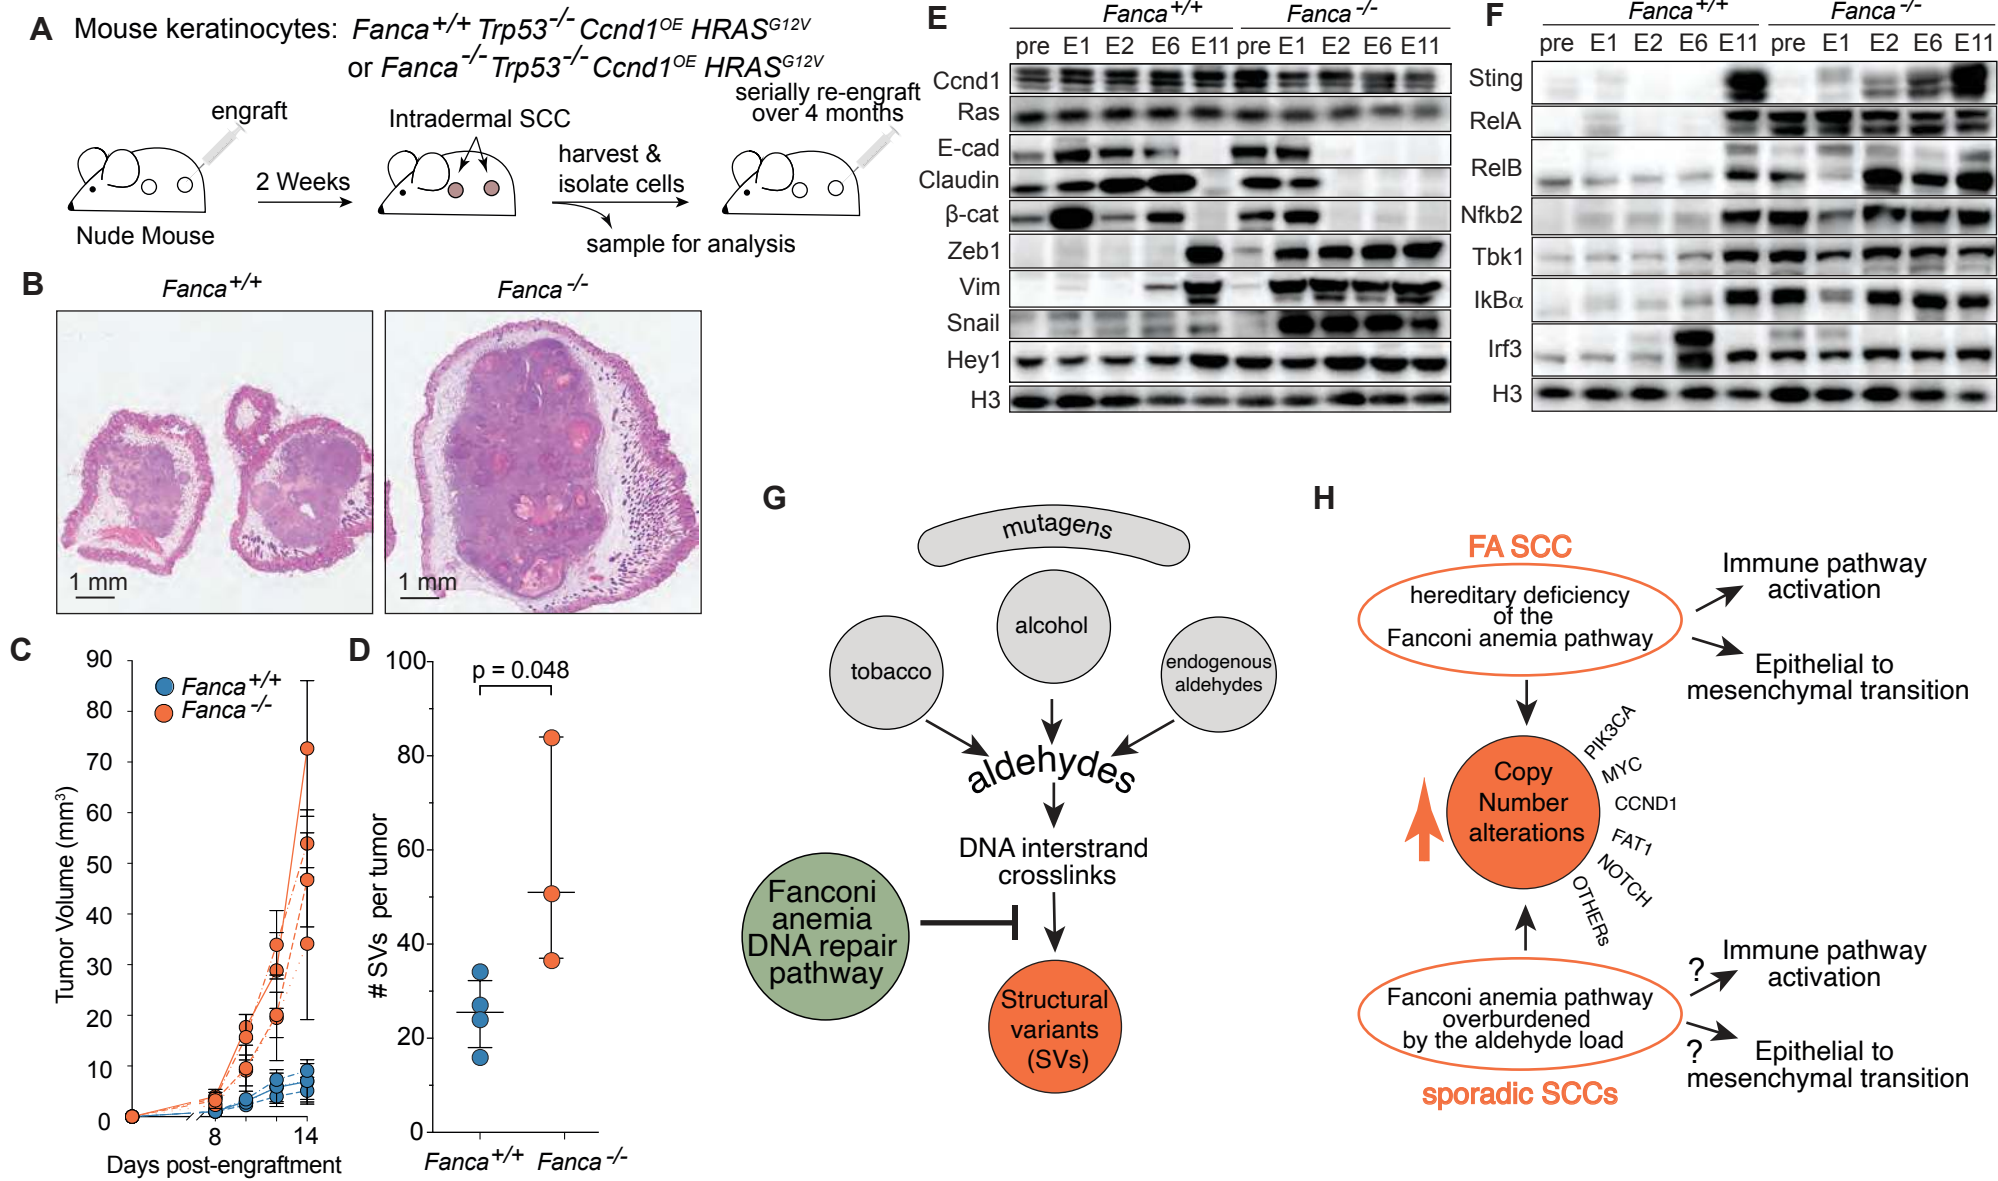 A Mouse keratinocytes: Fanca+/+ Trp53-/- Ccnd1OE HRASG12V
or Fanca-/- Trp53-/- Ccnd1OE HRASG12V
engraft
2 Weeks
Nude Mouse
Intradermal SCC
harvest &
isolate cells
sample for analysis
serially re-engraft
over 4 months
B
Fanca+/+
Fanca-/-
1 mm
1 mm
C
Tumor Volume (mm3)
90
80
70
60
50
40
30
20
10
0
Fanca+/+
Fanca-/-
8
14
Days post-engraftment
D
# SVs per tumor
100
80
60
40
20
0
p = 0.048
Fanca+/+
Fanca-/-
E
Fanca+/+
Fanca-/-
pre E1 E2 E6 E11 pre E1 E2 E6 E11
Ccnd1
Ras
E-cad
Claudin
β-cat
Zeb1
Vim
Snail
Hey1
H3
F
Fanca+/+
Fanca-/-
pre E1 E2 E6 E11 pre E1 E2 E6 E11
Sting
RelA
RelB
Nfkb2
Tbk1
IkBα
Irf3
H3
G
mutagens
tobacco
alcohol
endogenous
aldehydes
aldehydes
DNA interstrand
crosslinks
Fanconi
anemia
DNA repair
pathway
Structural
variants
(SVs)
H
FA SCC
hereditary deficiency
of the
Fanconi anemia pathway
Immune pathway
activation
Epithelial to
mesenchymal transition
Copy
Number
alterations
PIK3CA
MYC
CCND1
FAT1
NOTCH
OTHERs
Fanconi anemia pathway
overburdened
by the aldehyde load
sporadic SCCs
?
Immune pathway
activation
?
Epithelial to
mesenchymal transition